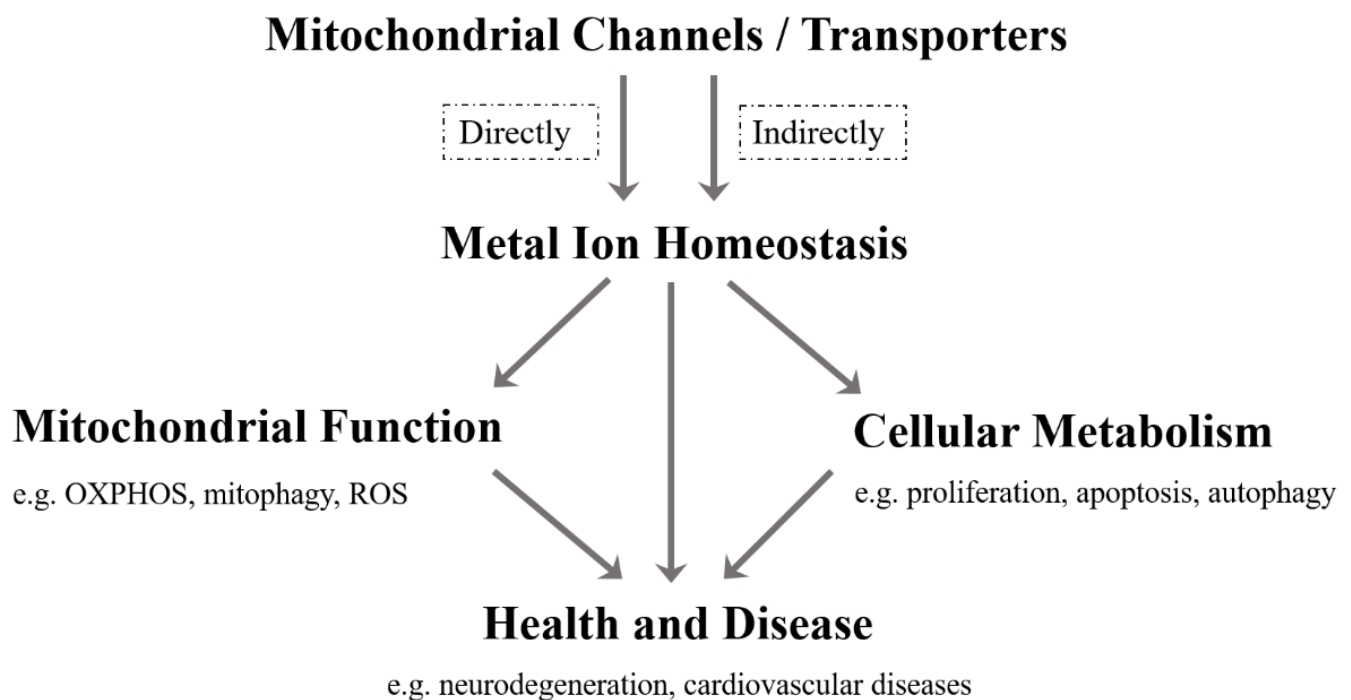 Mitochondrial Channels / Transporters
Directly
Indirectly
Metal Ion Homeostasis
Mitochondrial Function
e.g. OXPHOS, mitophagy, ROS
Cellular Metabolism
e.g. proliferation, apoptosis, autophagy
Health and Disease
e.g. neurodegeneration, cardiovascular diseases